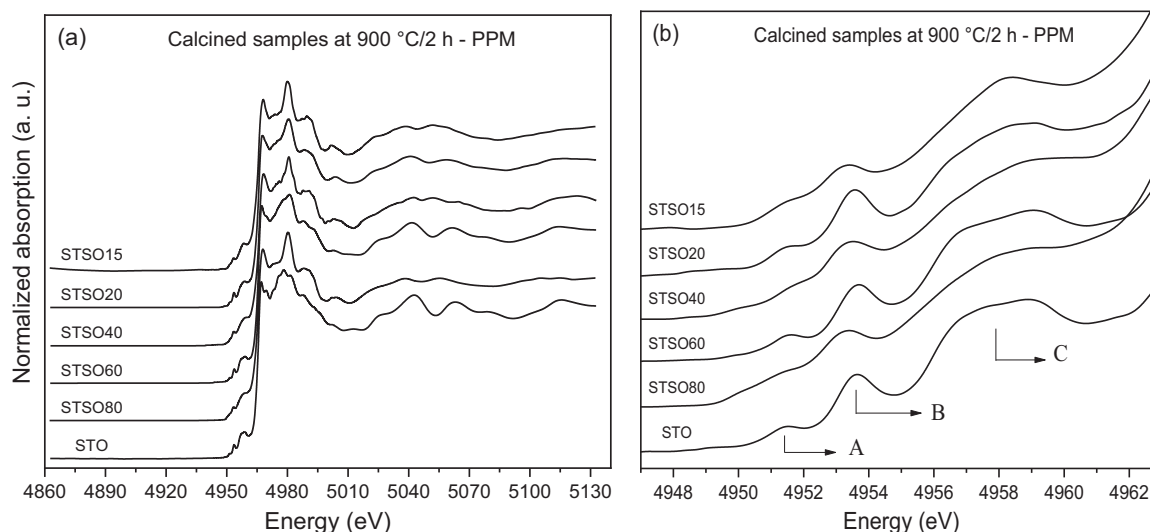 (a)
Calcined samples at 900 °C/2 h - PPM
Normalized absorption (a. u.)
STSO15
STSO20
STSO40
STSO60
STSO80
STO
4860 4890 4920 4950 4980 5010 5040 5070 5100 5130
Energy (eV)
(b)
Calcined samples at 900 °C/2 h - PPM
Normalized absorption (a. u.)
STSO15
STSO20
STSO40
STSO60
STSO80
STO
C
B
A
4948 4950 4952 4954 4956 4958 4960 4962
Energy (eV)